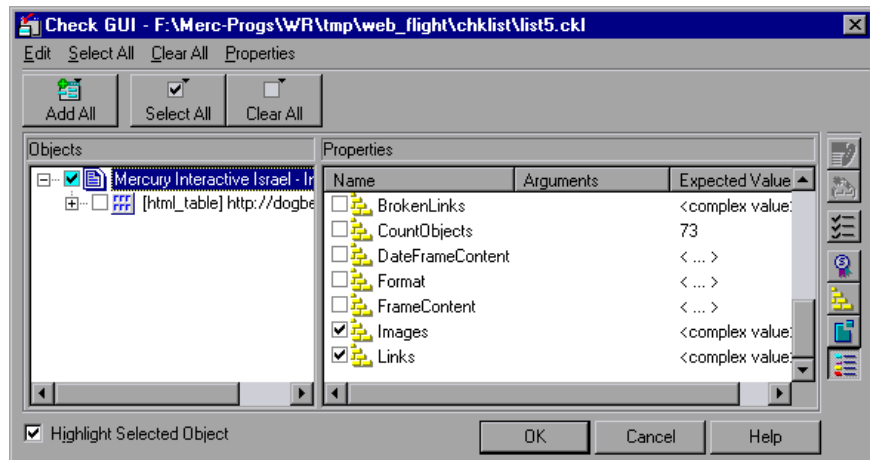 Check GUI - F:\Merc-Progs\WR\tmp\web_flight\chklist\list5.ckl
Edit Select All Clear All Properties
Add All Select All Clear All
Objects Properties
Mercury Interactive Israel - In
[html_table] http://dogbe
Name Arguments Expected Value
BrokenLinks <complex value:
CountObjects 73
DateFrameContent < ... >
Format < ... >
FrameContent < ... >
Images <complex value:
Links <complex value:
Highlight Selected Object OK Cancel Help